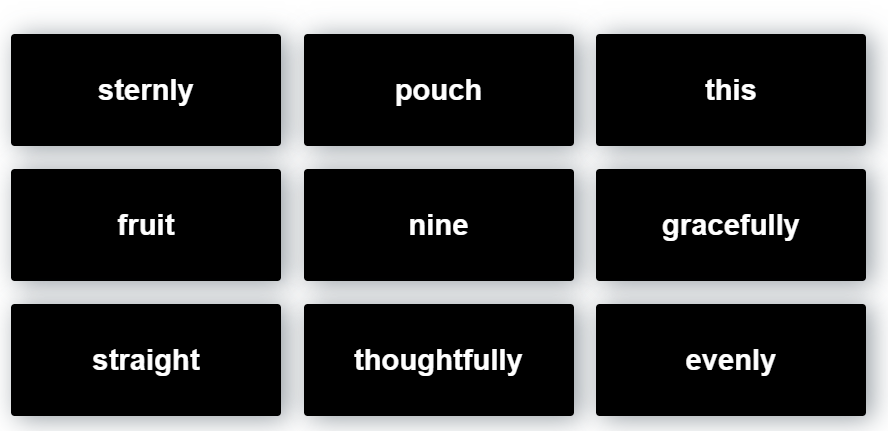 sternly pouch this
fruit nine gracefully
straight thoughtfully evenly